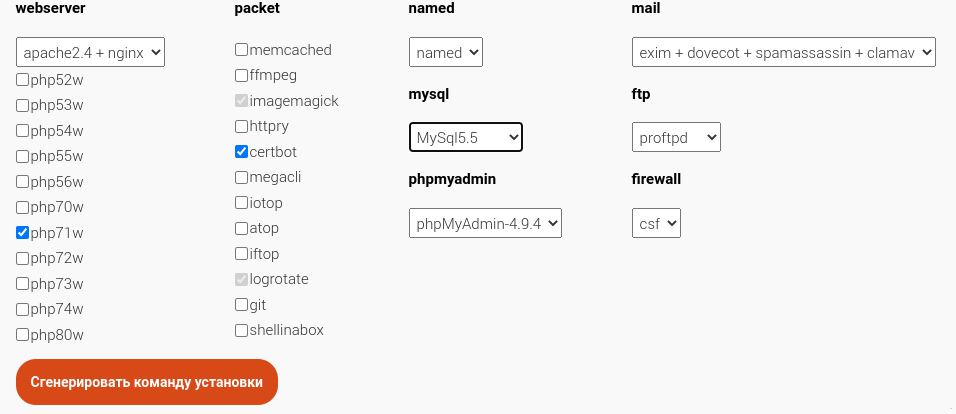 webserver
apache2.4 + nginx
php52w
php53w
php54w
php55w
php56w
php70w
php71w
php72w
php73w
php74w
php80w
packet
memcached
ffmpeg
imagemagick
httpry
certbot
megacli
iotop
atop
iftop
logrotate
git
shellinabox
named
named
mysql
MySql5.5
phpmyadmin
phpMyAdmin-4.9.4
mail
exim + dovecot + spamassassin + clamav
ftp
proftpd
firewall
csf
Сгенерировать команду установки